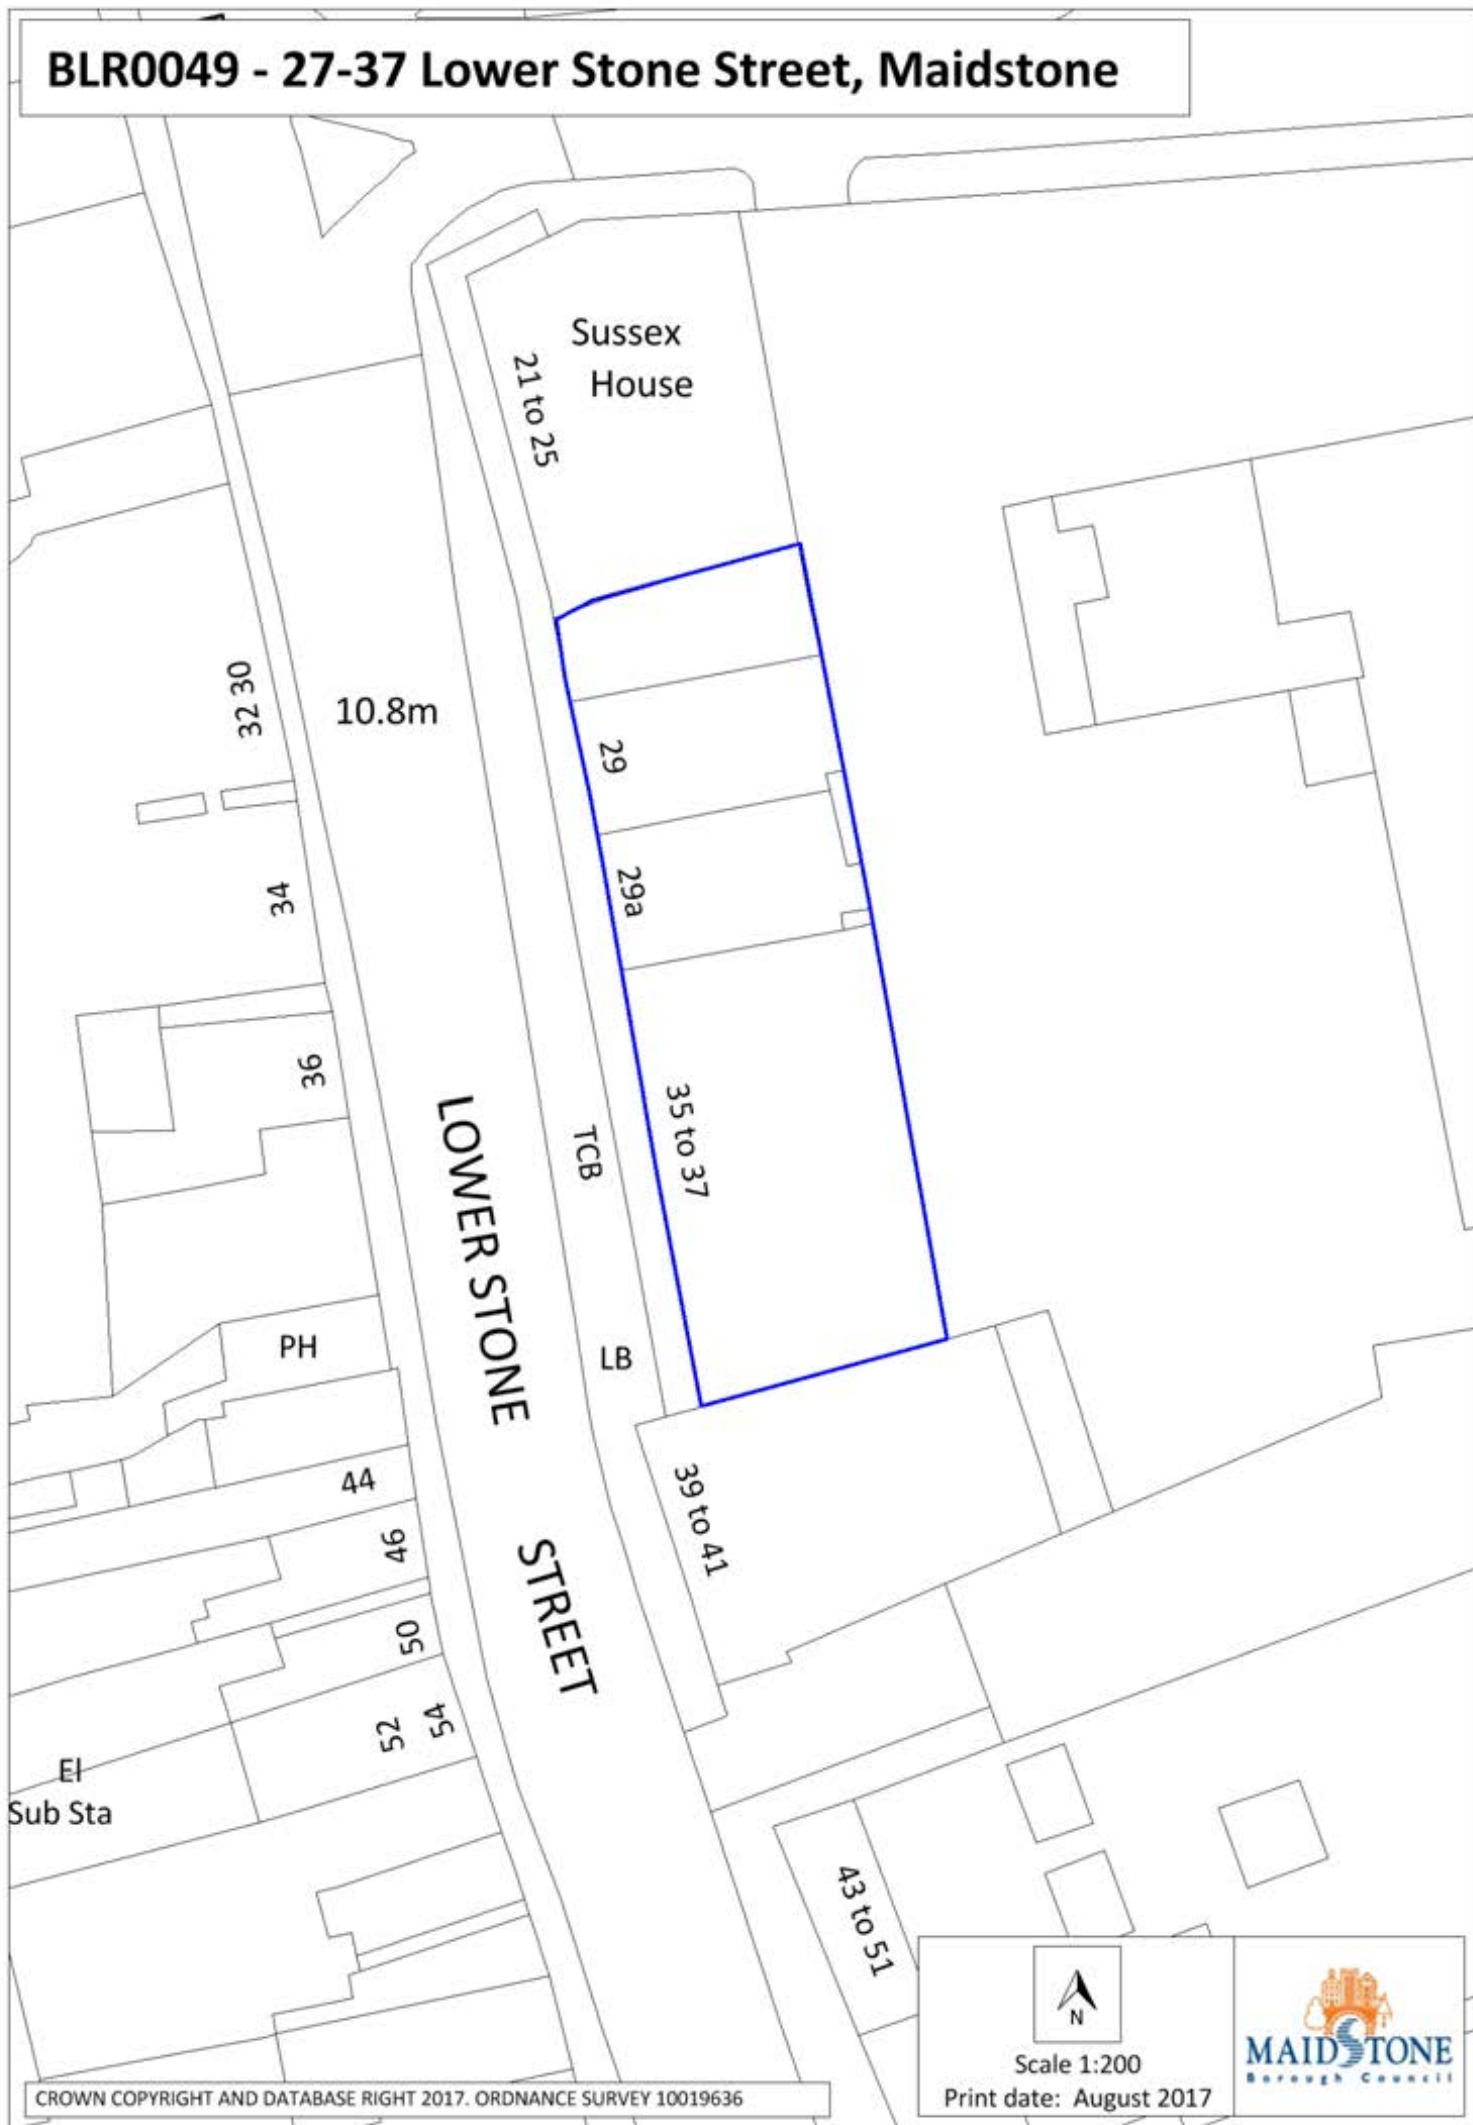 BLR0049 - 27-37 Lower Stone Street, Maidstone
Sussex
House
21 to 25
32 30
10.8m
29
29a
34
36
35 to 37
TCB
LOWER STONE
STREET
PH
LB
44
46
39 to 41
50
54
52
El
Sub Sta
43 to 51
N
Scale 1:200
Print date: August 2017
MAIDSTONE
Borough Council
CROWN COPYRIGHT AND DATABASE RIGHT 2017. ORDNANCE SURVEY 10019636